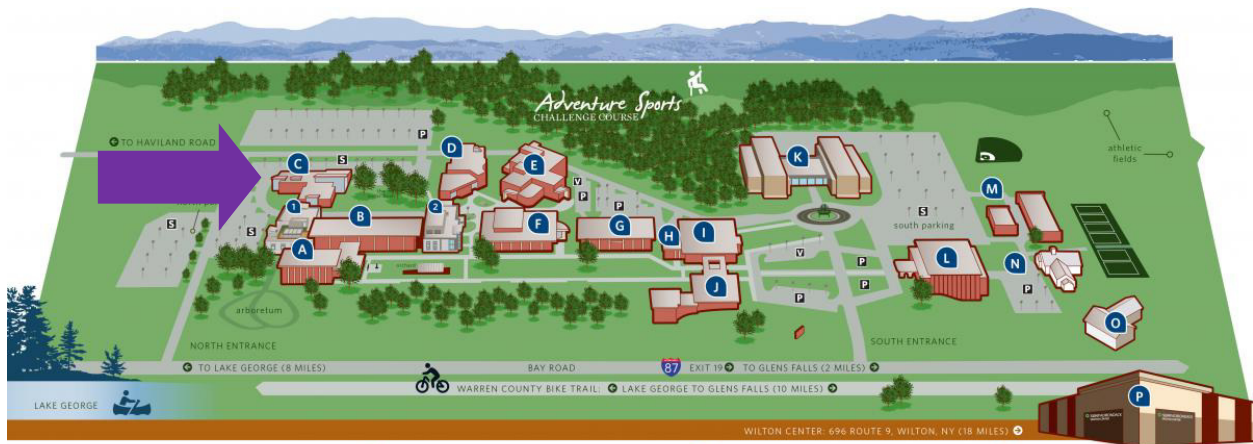 Adventure Sports
CHALLENGE COURSE
TO HAVILAND ROAD
P
D
E
K
athletic
fields
C
S
V
P
P
M
1
B
2
F
G
H
I
S
south parking
S
S
A
V
P
L
N
J
P
P
P
arboretum
O
NORTH ENTRANCE
SOUTH ENTRANCE
TO LAKE GEORGE (8 MILES)
BAY ROAD
87
EXIT 19
TO GLENS FALLS (2 MILES)
WARREN COUNTY BIKE TRAIL:
LAKE GEORGE TO GLENS FALLS (10 MILES)
P
LAKE GEORGE
WILTON CENTER: 696 ROUTE 9, WILTON, NY (18 MILES)